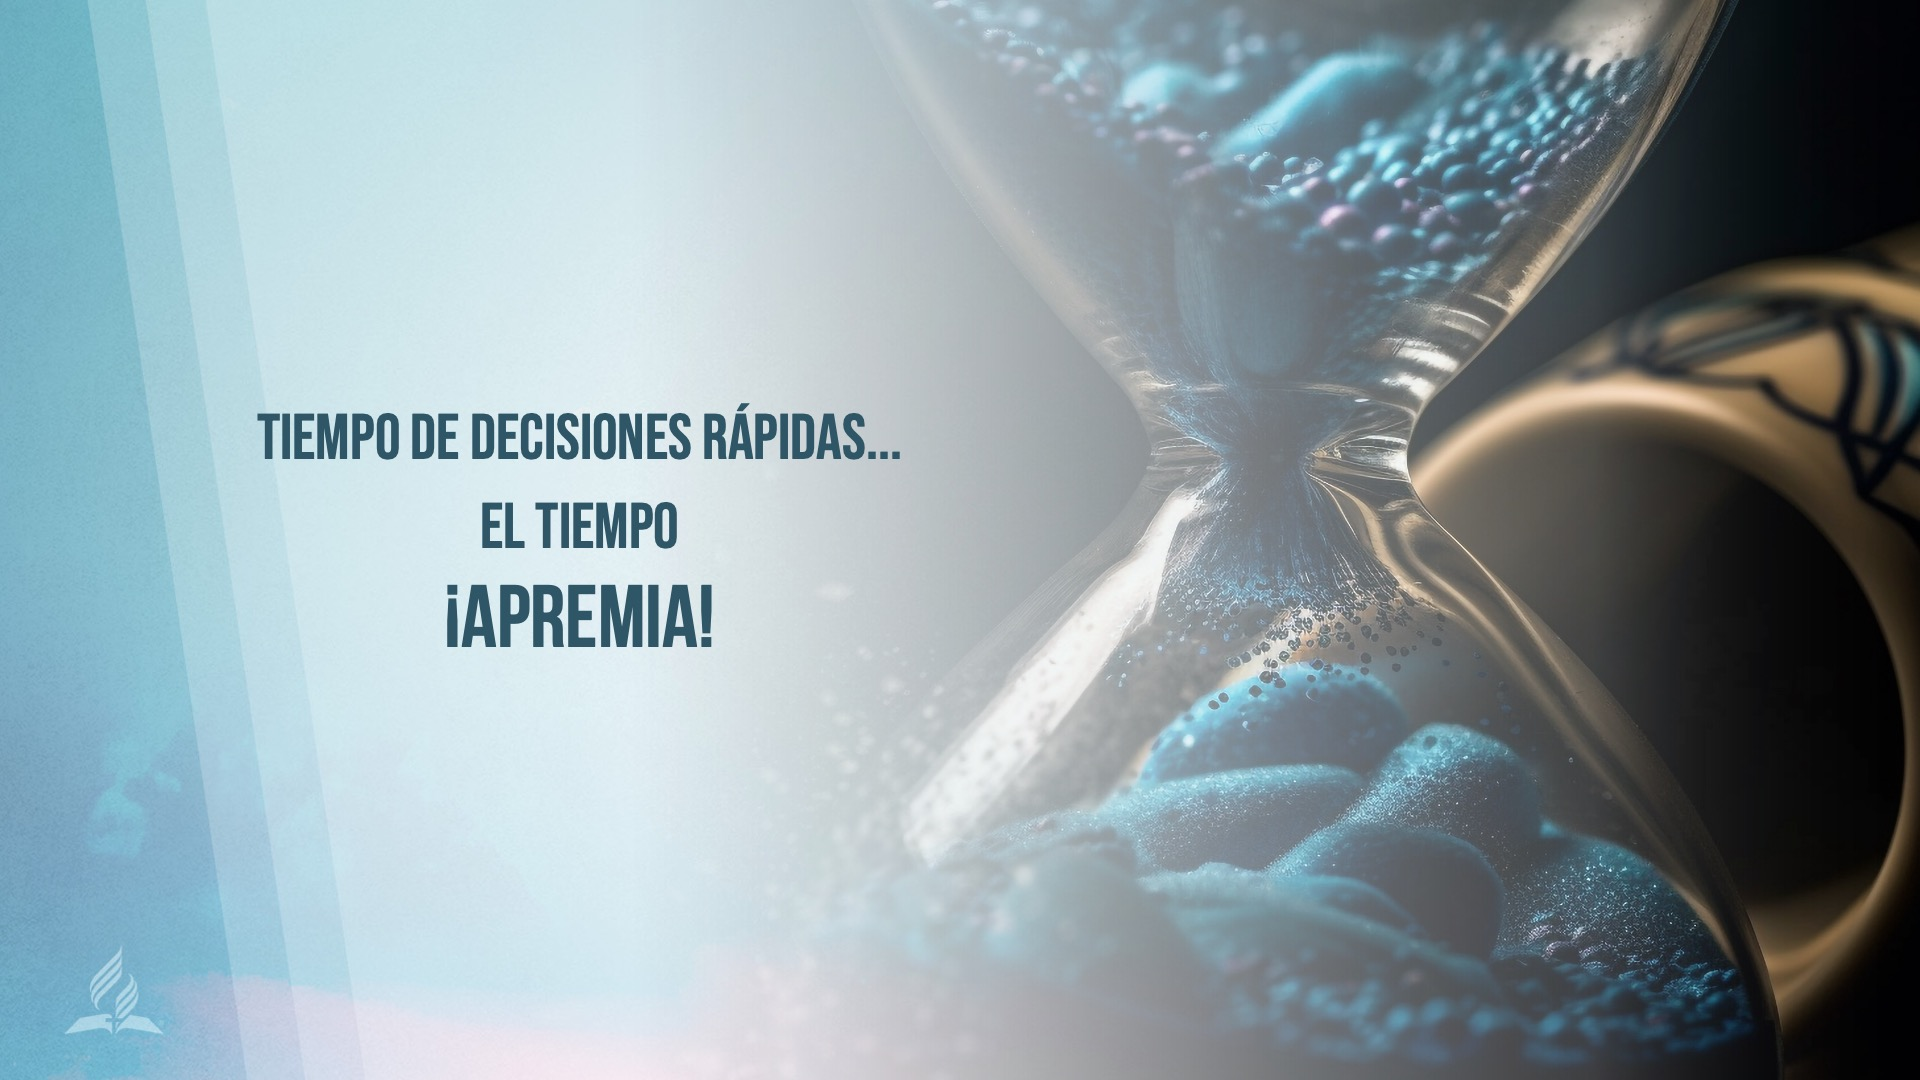 TIEMPO DE DECISIONES RÁPIDAS...
EL TIEMPO
¡APREMIA!